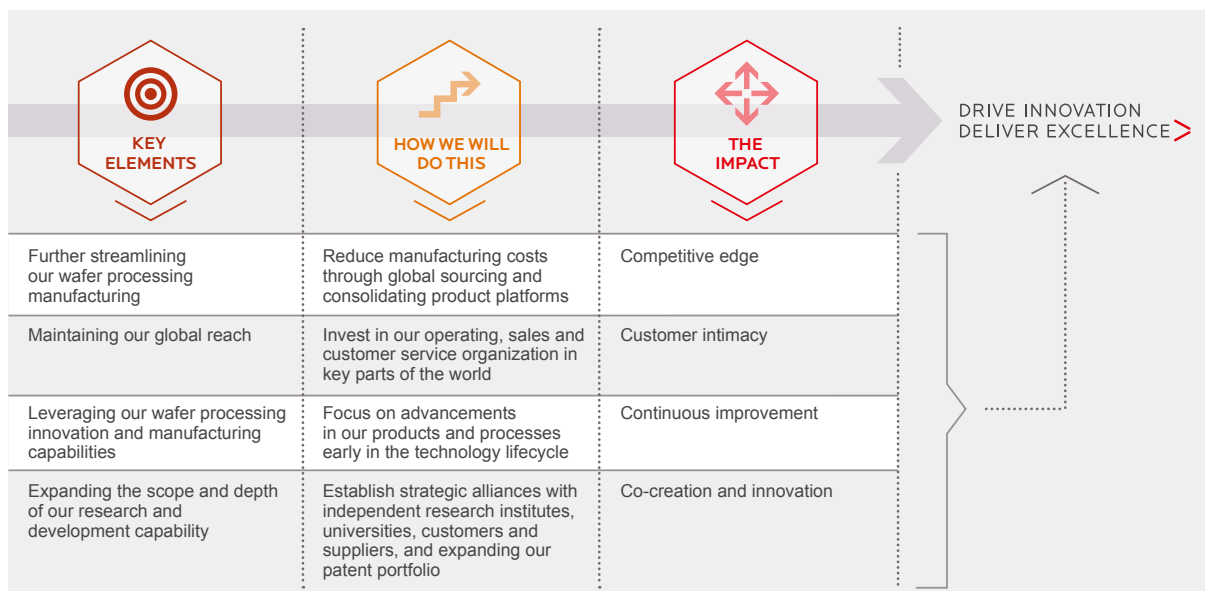 KEY
ELEMENTS
HOW WE WILL
DO THIS
THE
IMPACT
DRIVE INNOVATION
DELIVER EXCELLENCE
Further streamlining
our wafer processing
manufacturing
Reduce manufacturing costs
through global sourcing and
consolidating product platforms
Competitive edge
Maintaining our global reach
Invest in our operating, sales and
customer service organization in
key parts of the world
Customer intimacy
Leveraging our wafer processing
innovation and manufacturing
capabilities
Focus on advancements
in our products and processes
early in the technology lifecycle
Continuous improvement
Expanding the scope and depth
of our research and
development capability
Establish strategic alliances with
independent research institutes,
universities, customers and
suppliers, and expanding our
patent portfolio
Co-creation and innovation